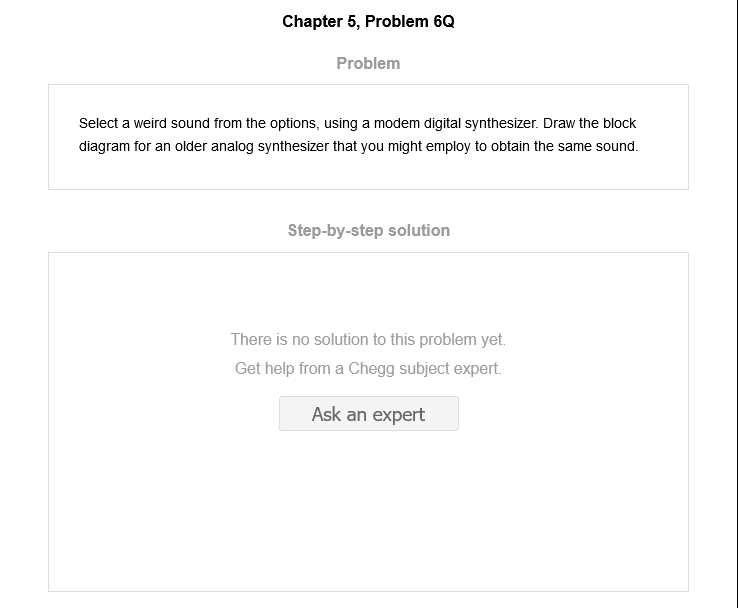 Chapter 5, Problem 6Q
Problem
Select a weird sound from the options, using a modem digital synthesizer. Draw the block
diagram for an older analog synthesizer that you might employ to obtain the same sound.
Step-by-step solution
There is no solution to this problem yet.
Get help from a Chegg subject expert.
Ask an expert